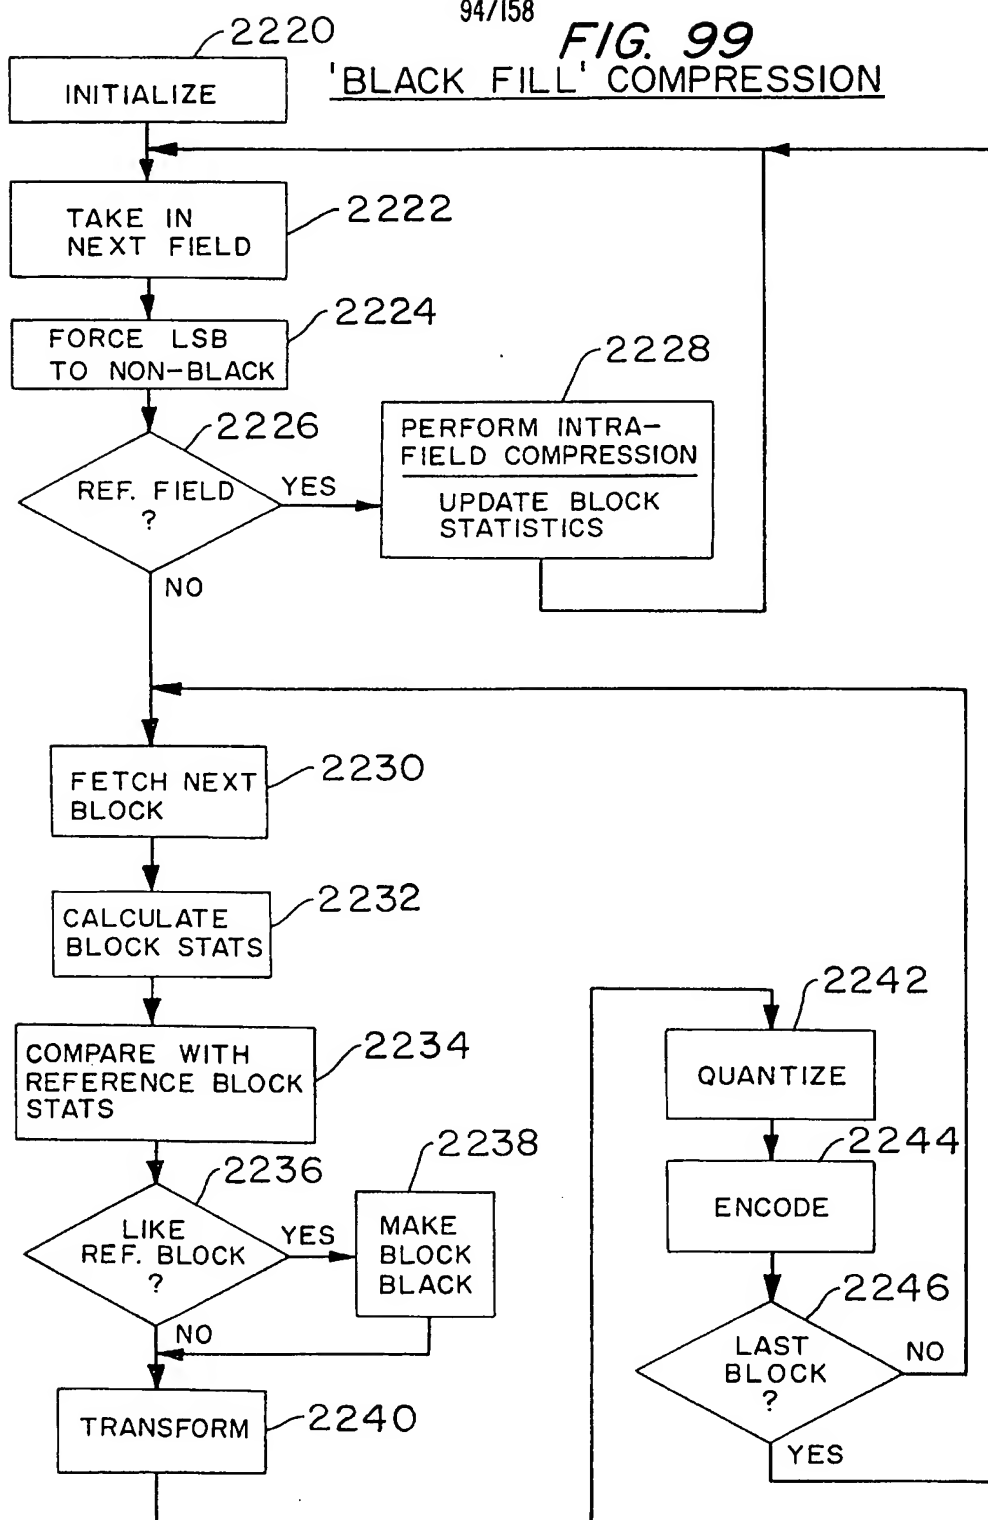 94/158
FIG. 99
'BLACK FILL' COMPRESSION
2220
INITIALIZE
2222
TAKE IN
NEXT FIELD
2224
FORCE LSB
TO NON-BLACK
2226
REF. FIELD
?
YES
NO
2228
PERFORM INTRA-
FIELD COMPRESSION
UPDATE BLOCK
STATISTICS
2230
FETCH NEXT
BLOCK
2232
CALCULATE
BLOCK STATS
2234
COMPARE WITH
REFERENCE BLOCK
STATS
2236
LIKE
REF. BLOCK
?
YES
NO
2238
MAKE
BLOCK
BLACK
2240
TRANSFORM
2242
QUANTIZE
2244
ENCODE
2246
LAST
BLOCK
?
NO
YES